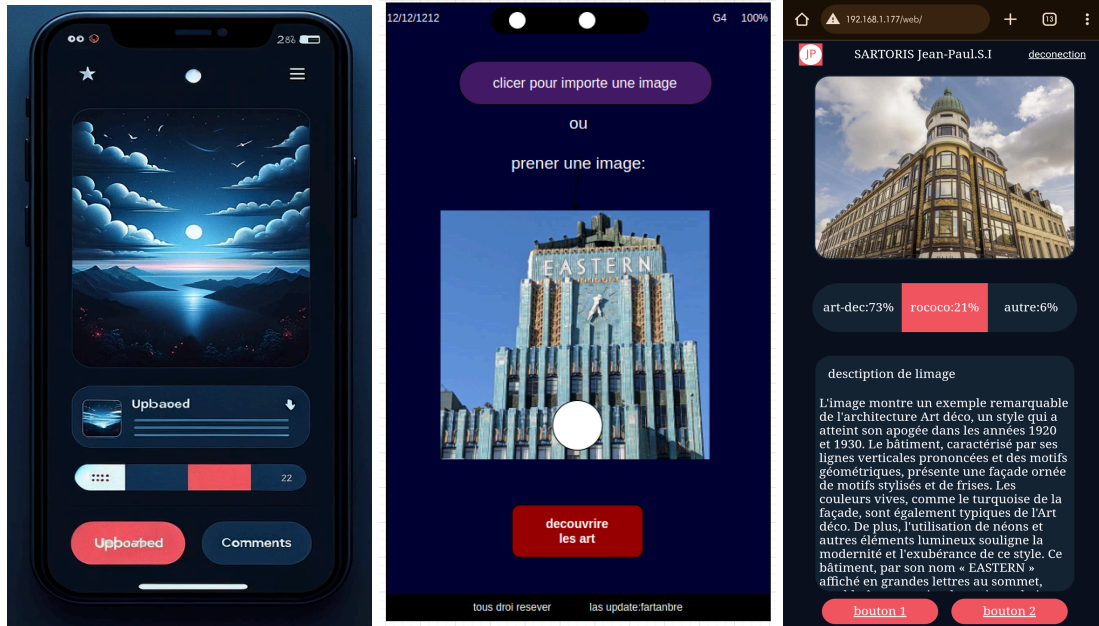 28%
Upbaoed
22
Upboarbed
Comments
12/12/1212
G4
100%
clicer pour importe une image
ou
prener une image:
EASTERN
decouvrire
les art
tous droi resever
las update:fartanbre
192.168.1.177/web/
13
JP
SARTORIS Jean-Paul.S.I
deconection
art-dec:73%
rococo:21%
autre:6%
desctiption de limage
L'image montre un exemple remarquable
de l'architecture Art déco, un style qui a
atteint son apogée dans les années 1920
et 1930. Le bâtiment, caractérisé par ses
lignes verticales prononcées et des motifs
géométriques, présente une façade ornée
de motifs stylisés et de frises. Les
couleurs vives, comme le turquoise de la
façade, sont également typiques de l'Art
déco. De plus, l'utilisation de néons et
autres éléments lumineux souligne la
modernité et l'exubérance de ce style. Ce
bâtiment, par son nom « EASTERN »
affiché en grandes lettres au sommet,
bouton 1
bouton 2